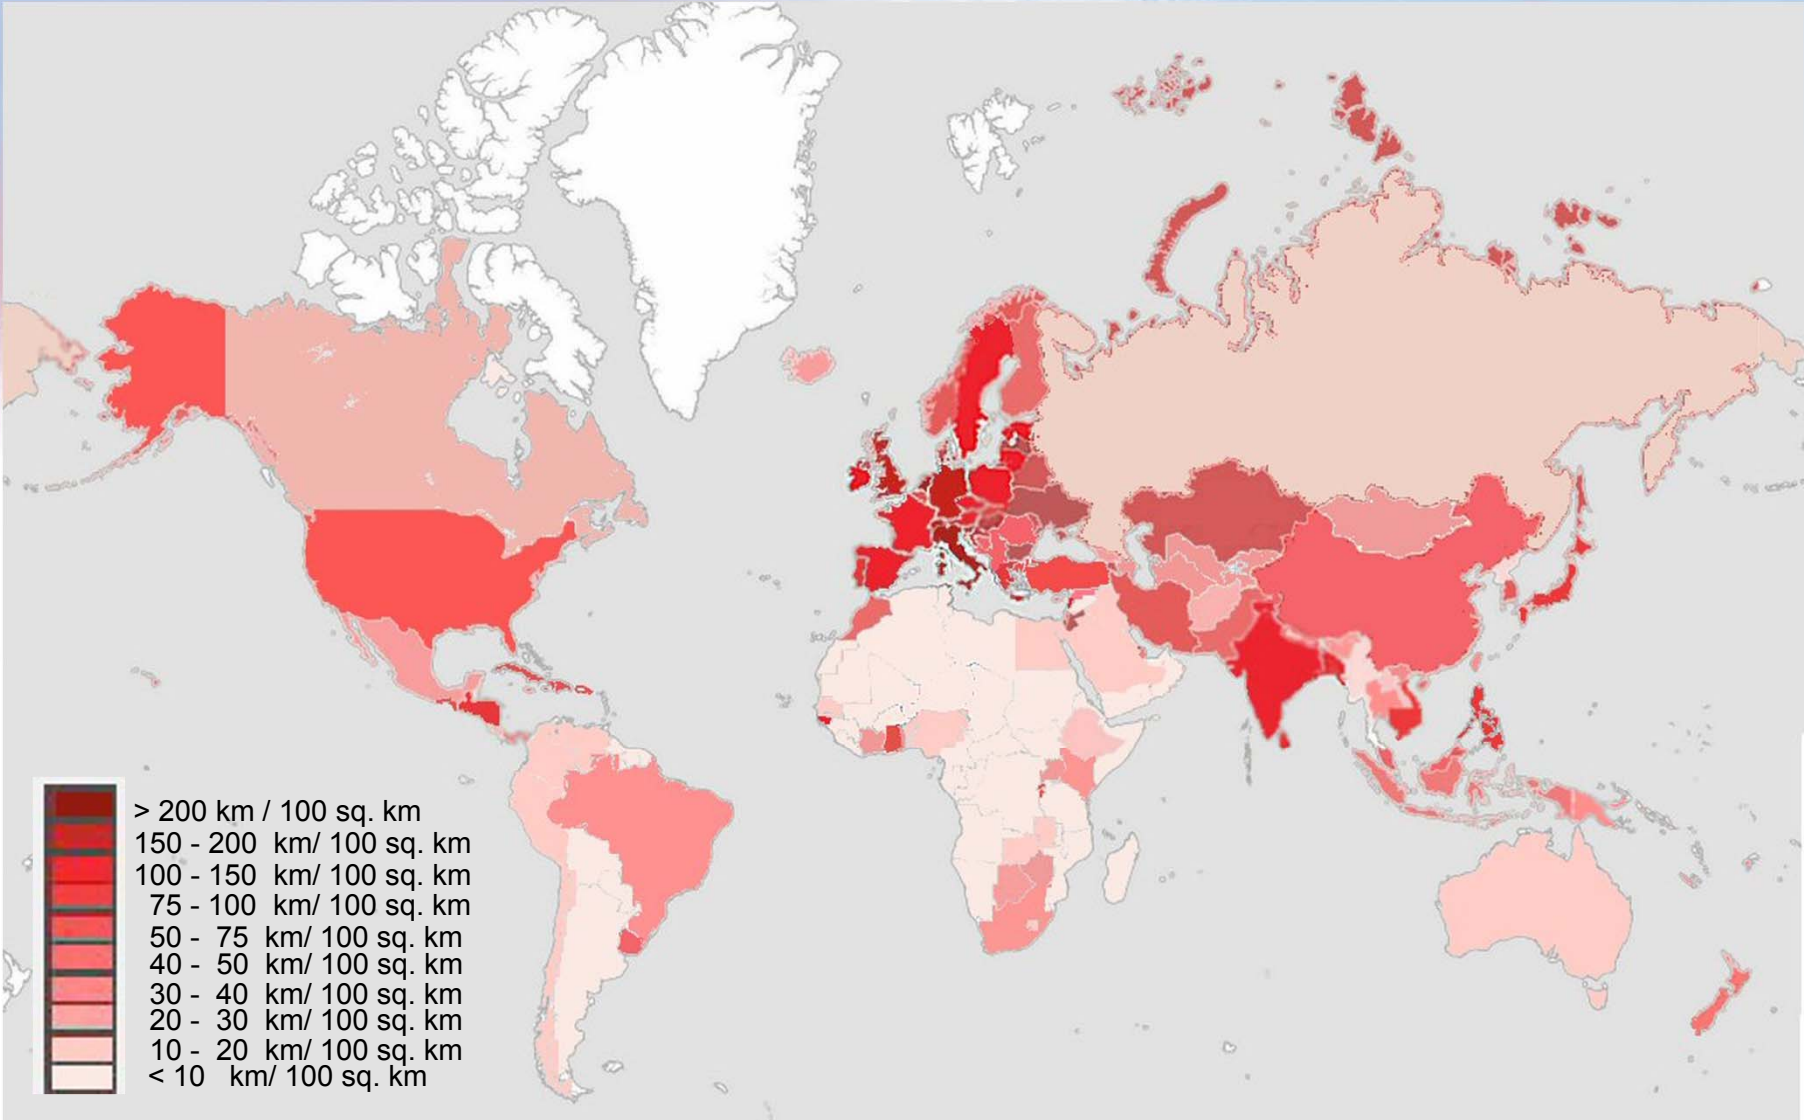 > 200 km / 100 sq. km
150 - 200 km/ 100 sq. km
100 - 150 km/ 100 sq. km
75 - 100 km/ 100 sq. km
50 - 75 km/ 100 sq. km
40 - 50 km/ 100 sq. km
30 - 40 km/ 100 sq. km
20 - 30 km/ 100 sq. km
10 - 20 km/ 100 sq. km
< 10 km/ 100 sq. km